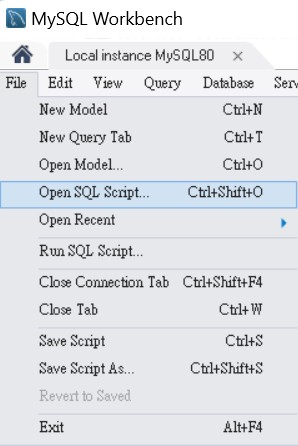 MySQL Workbench
Local instance MySQL80 ×
File Edit View Query Database Serv
New Model Ctrl+N
New Query Tab Ctrl+T
Open Model... Ctrl+O
Open SQL Script... Ctrl+Shift+O
Open Recent
Run SQL Script...
Close Connection Tab Ctrl+Shift+F4
Close Tab Ctrl+W
Save Script Ctrl+S
Save Script As... Ctrl+Shift+S
Revert to Saved
Exit Alt+F4